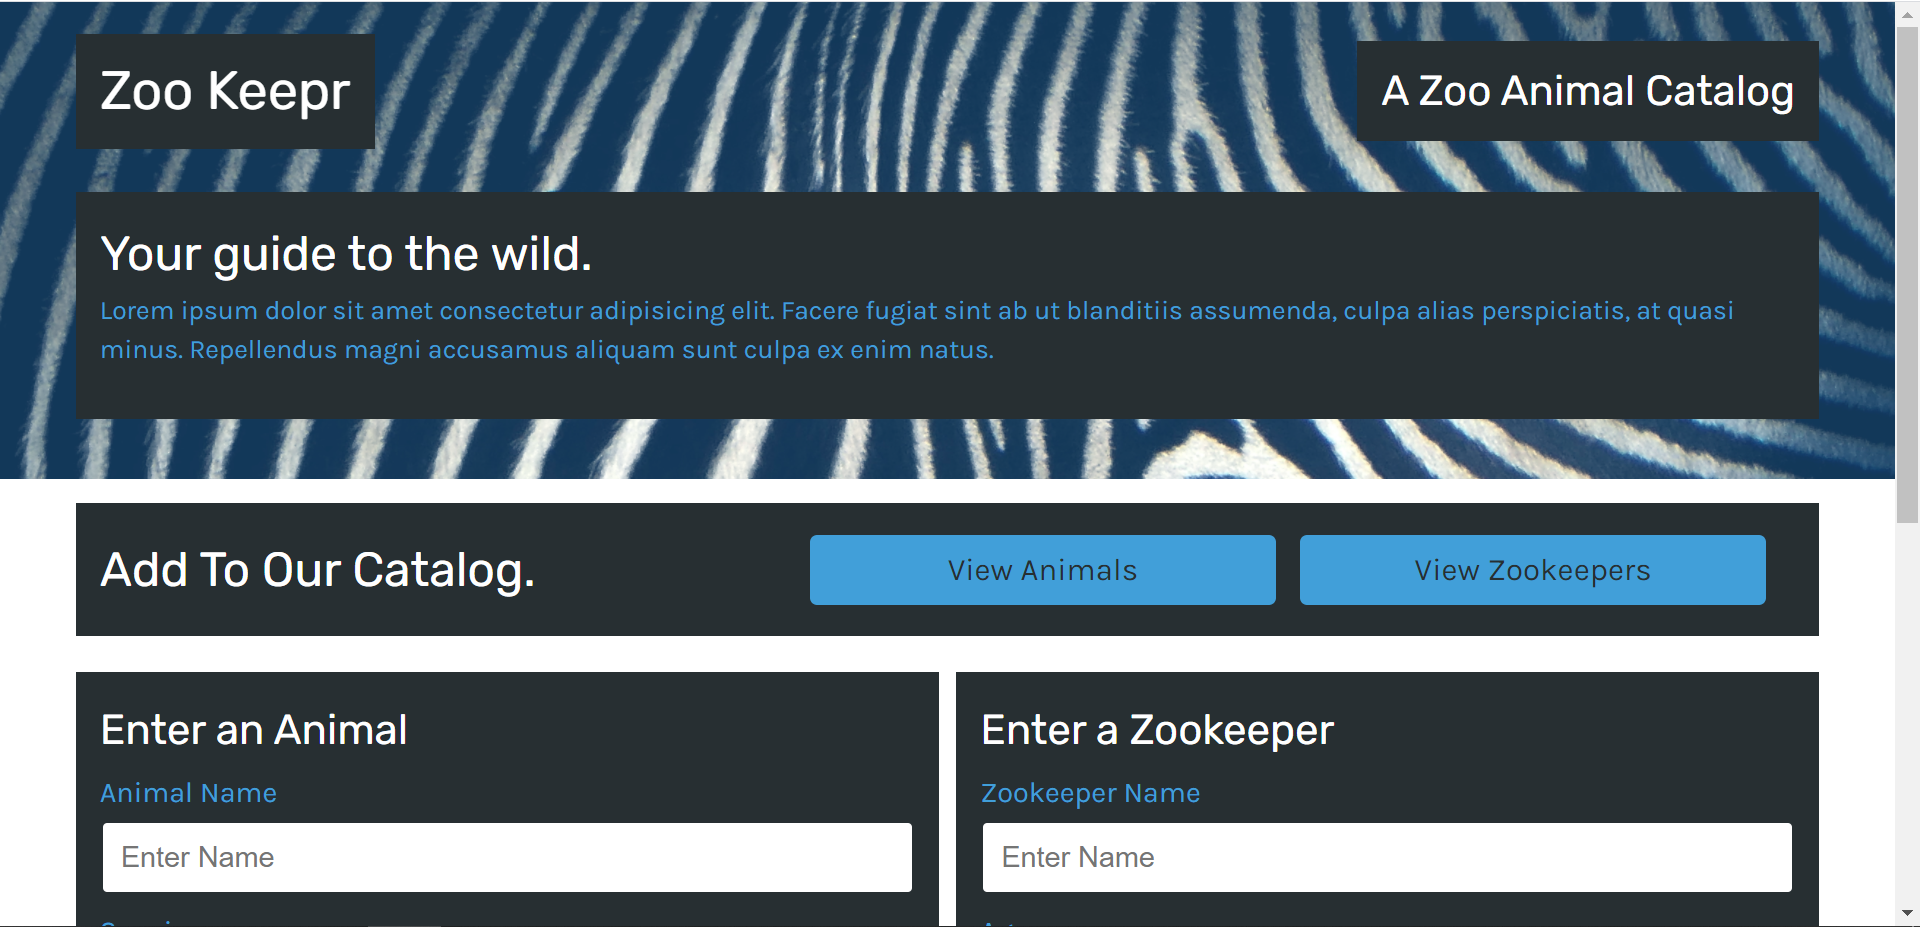 Zoo Keepr
A Zoo Animal Catalog
Your guide to the wild.
Lorem ipsum dolor sit amet consectetur adipisicing elit. Facere fugiat sint ab ut blanditiis assumenda, culpa alias perspiciatis, at quasi
minus. Repellendus magni accusamus aliquam sunt culpa ex enim natus.
Add To Our Catalog.
View Animals
View Zookeepers
Enter an Animal
Animal Name
Enter Name
Enter a Zookeeper
Zookeeper Name
Enter Name